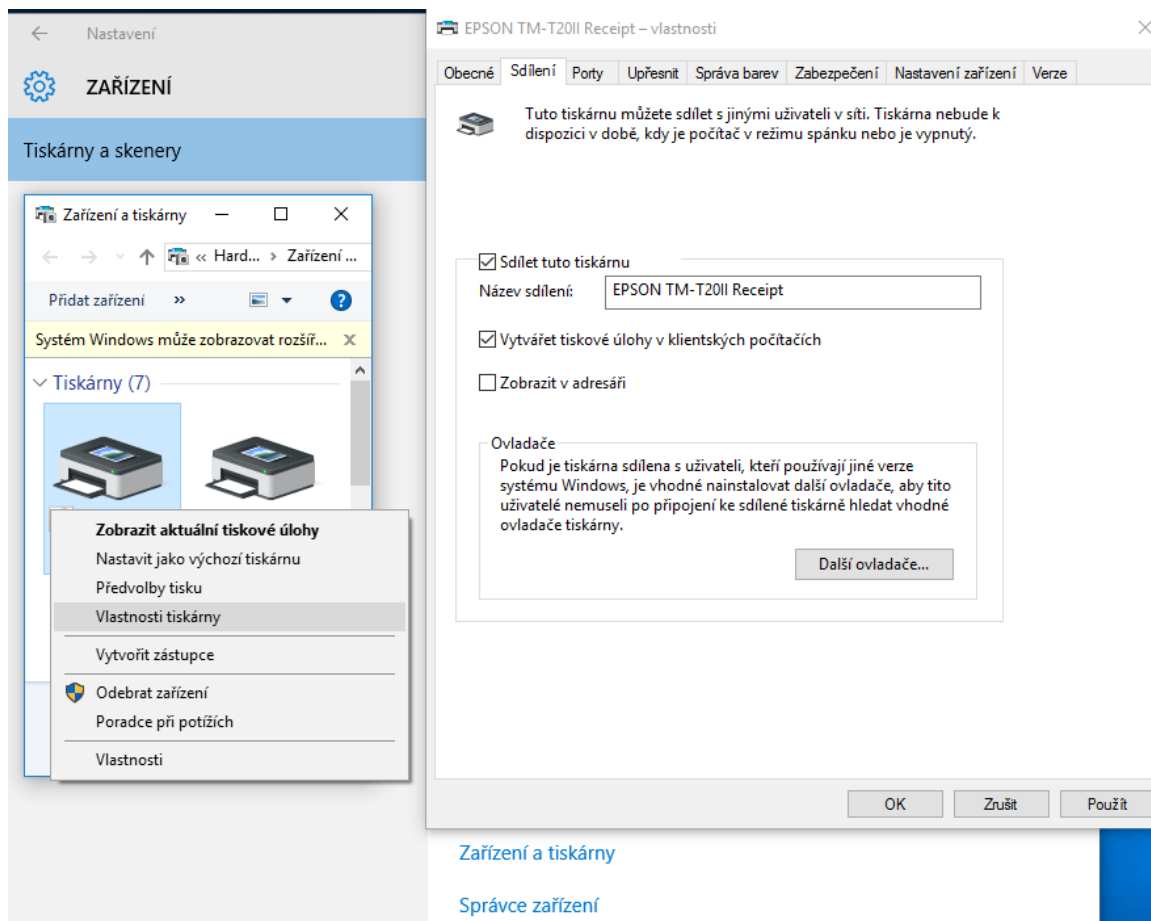 Nastavení
ZAŘÍZENÍ
Tiskárny a skenery
Zařízení a tiskárny
« Hard... › Zařízení ...
Přidat zařízení »
Systém Windows může zobrazovat rozšíř...
Tiskárny (7)
Zobrazit aktuální tiskové úlohy
Nastavit jako výchozí tiskárnu
Předvolby tisku
Vlastnosti tiskárny
Vytvořit zástupce
Odebrat zařízení
Poradce při potížích
Vlastnosti
EPSON TM-T20II Receipt – vlastnosti
Obecné Sdílení Porty Upřesnit Správa barev Zabezpečení Nastavení zařízení Verze
Tuto tiskárnu můžete sdílet s jinými uživateli v síti. Tiskárna nebude k
dispozici v době, kdy je počítač v režimu spánku nebo je vypnutý.
Sdílet tuto tiskárnu
Název sdílení: EPSON TM-T20II Receipt
Vytvářet tiskové úlohy v klientských počítačích
Zobrazit v adresáři
Ovladače
Pokud je tiskárna sdílena s uživateli, kteří používají jiné verze
systému Windows, je vhodné nainstalovat další ovladače, aby tito
uživatelé nemuseli po připojení ke sdílené tiskárně hledat vhodné
ovladače tiskárny.
Další ovladače...
OK Zrušit Použít
Zařízení a tiskárny
Správce zařízení